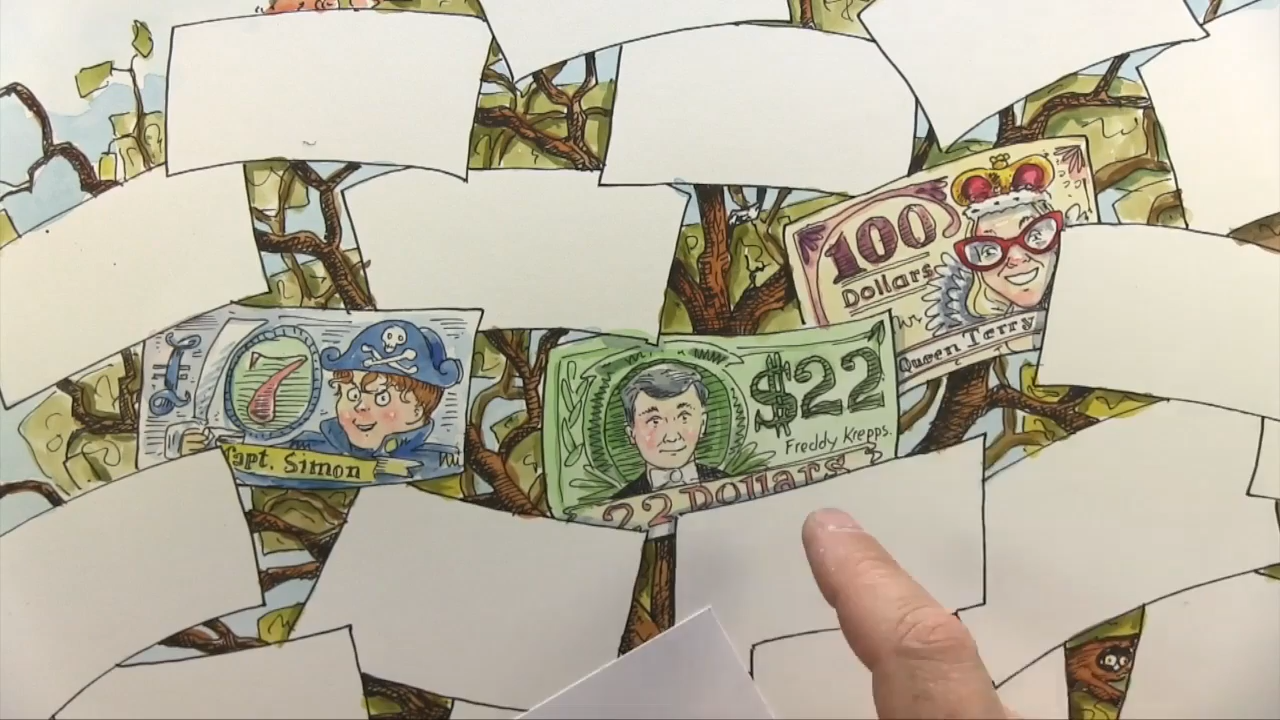 £
7
Capt. Simon
$22
Freddy Krepps.
22 Dollars
100
Dollars
Queen Terry